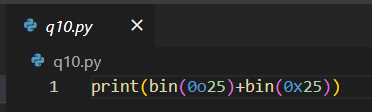 q10.py ×
q10.py
1 print(bin(0o25)+bin(0x25))